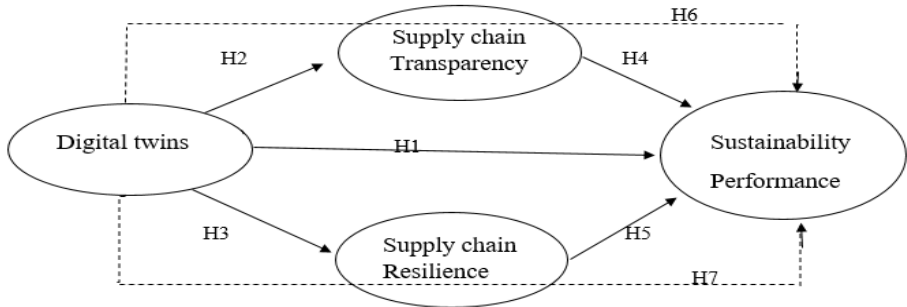 H6
Supply chain
Transparency
H2
H4
Digital twins
H1
Sustainability
Performance
H3
Supply chain
Resilience
H5
H7